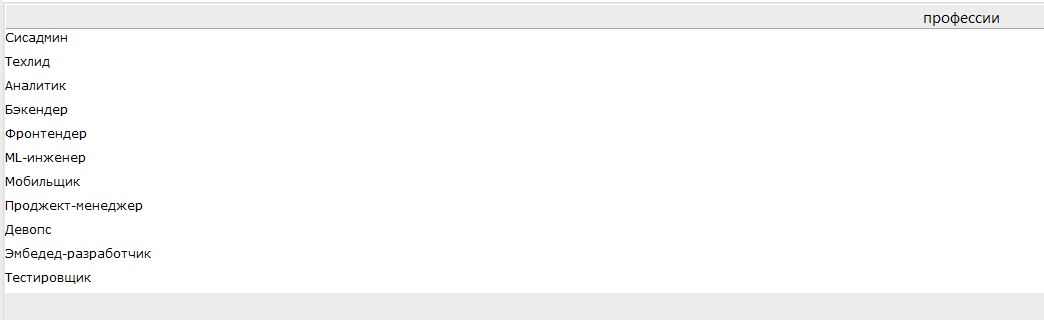 профессии
Сисадмин
Техлид
Аналитик
Бэкендер
Фронтендер
ML-инженер
Мобильщик
Проджект-менеджер
Девопс
Эмбедед-разработчик
Тестировщик